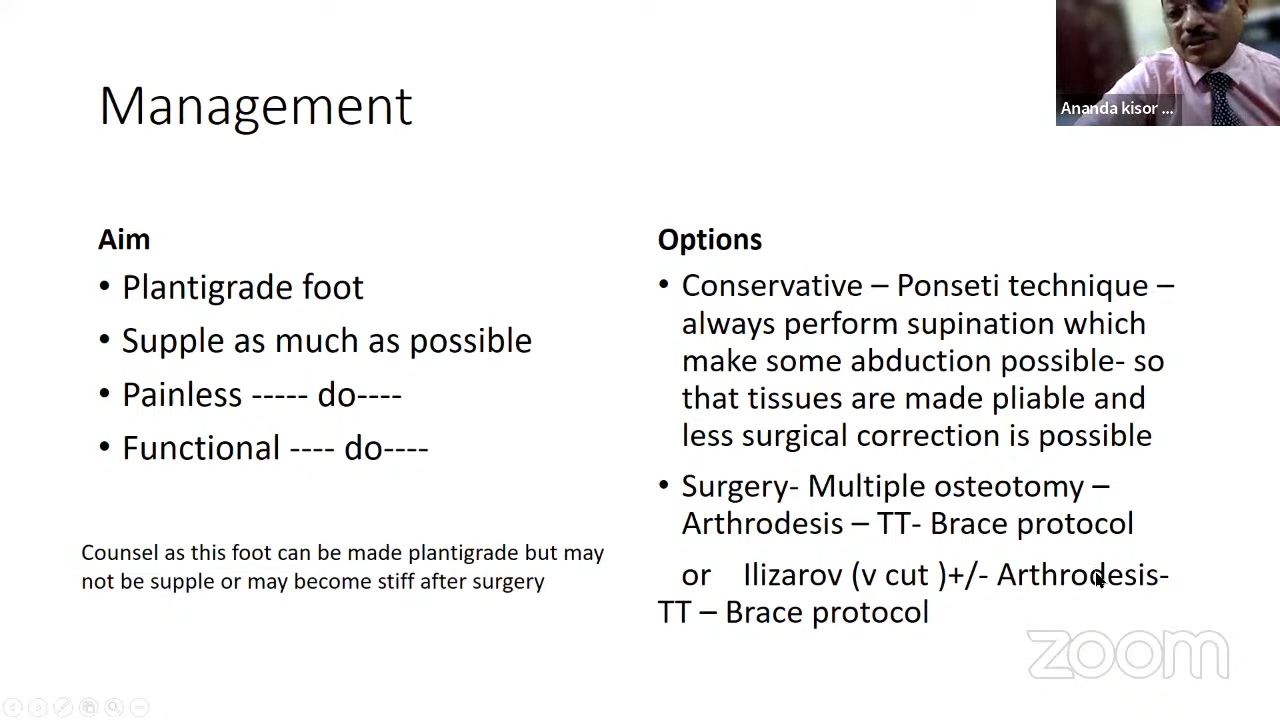 Management
Ananda kisor ...
Aim
• Plantigrade foot
• Supple as much as possible
• Painless ----- do----
• Functional ---- do----
Counsel as this foot can be made plantigrade but may
not be supple or may become stiff after surgery
Options
• Conservative – Ponseti technique –
always perform supination which
make some abduction possible- so
that tissues are made pliable and
less surgical correction is possible
• Surgery- Multiple osteotomy –
Arthrodesis – TT- Brace protocol
or Ilizarov (v cut )+/- Arthrodesis-
TT – Brace protocol
zoom